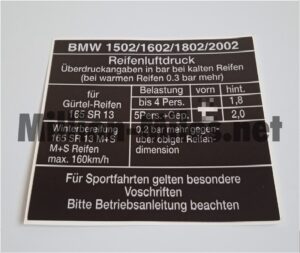 BMW 1502/1602/1802/2002
Reifenluftdruck
Überdruckangaben in bar bei kalten Reifen
(bei warmen Reifen 0.3 bar mehr)
für
Gürtel-Reifen
165 SR 13
Belastung vorn hint.
bis 4 Pers. 1,8
5Pers.+Gep. 2,0
Winterbereifung
165 SR 13 M+S
M+S Reifen
max. 160km/h
0.2 bar mehr gegen-
über obiger Reifen-
dimension
Für Sportfahrten gelten besondere
Voschriften
Bitte Betriebsanleitung beachten